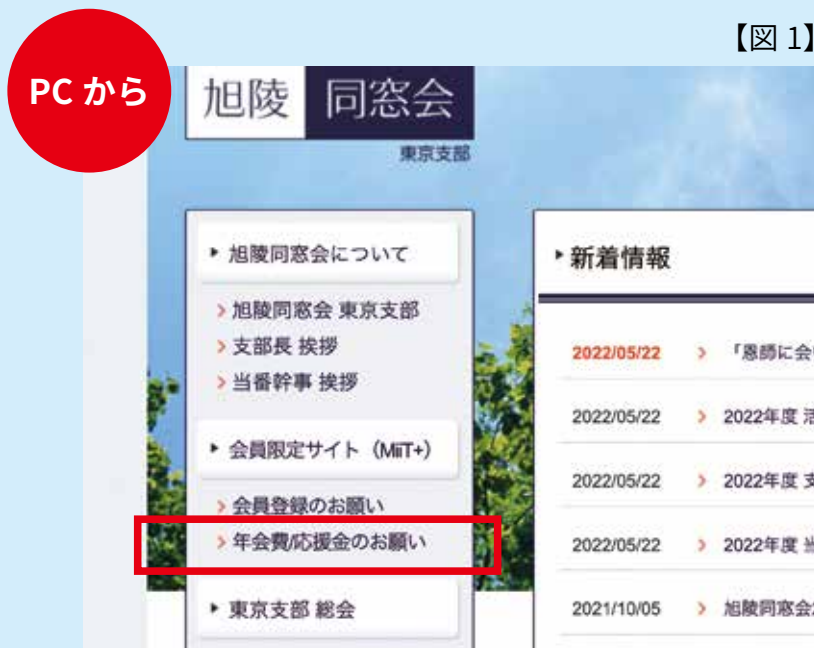 【図 1】
PC から
旭陵 同窓会
東京支部
▸ 旭陵同窓会について
> 旭陵同窓会 東京支部
> 支部長 挨拶
> 当番幹事 挨拶
▸ 会員限定サイト（MiiT+）
> 会員登録のお願い
> 年会費/応援金のお願い
▸ 東京支部 総会
▸ 新着情報
2022/05/22 > 「恩師に会
2022/05/22 > 2022年度
2022/05/22 > 2022年度 支
2022/05/22 > 2022年度
2021/10/05 > 旭陵同窓会